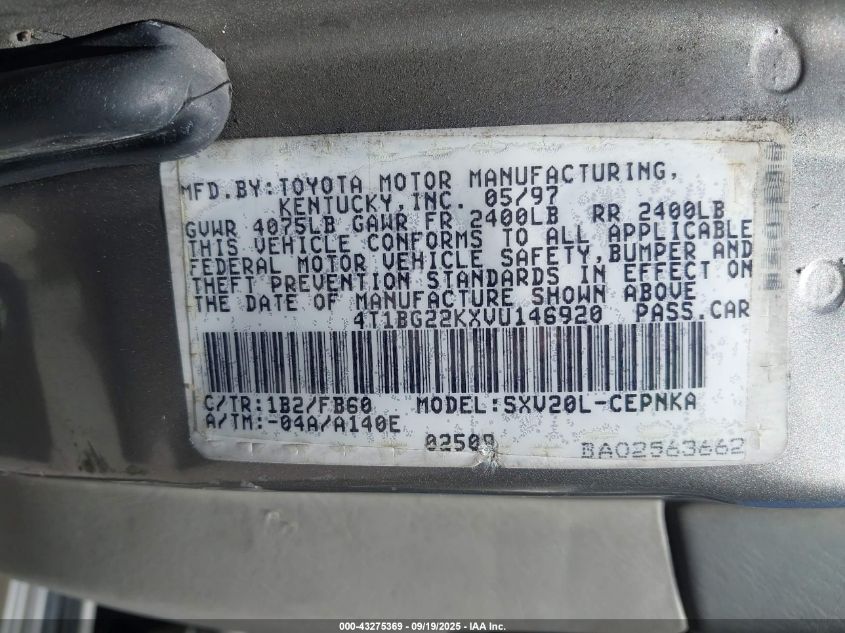 MFD.BY:TOYOTA MOTOR MANUFACTURING,
KENTUCKY,INC. 05/97
GVWR 4075LB GAWR FR 2400LB RR 2400LB
THIS VEHICLE CONFORMS TO ALL APPLICABLE
FEDERAL MOTOR VEHICLE SAFETY,BUMPER AND
THEFT PREVENTION STANDARDS IN EFFECT ON
THE DATE OF MANUFACTURE SHOWN ABOVE
4T1BG22KXVU146920 PASS.CAR
C/TR:1B2/FB60 MODEL:SXV20L-CEPNKA
A/TM:-04A/A140E
02509
BA02563662
000-43275369 - 09/19/2025 - IAA Inc.